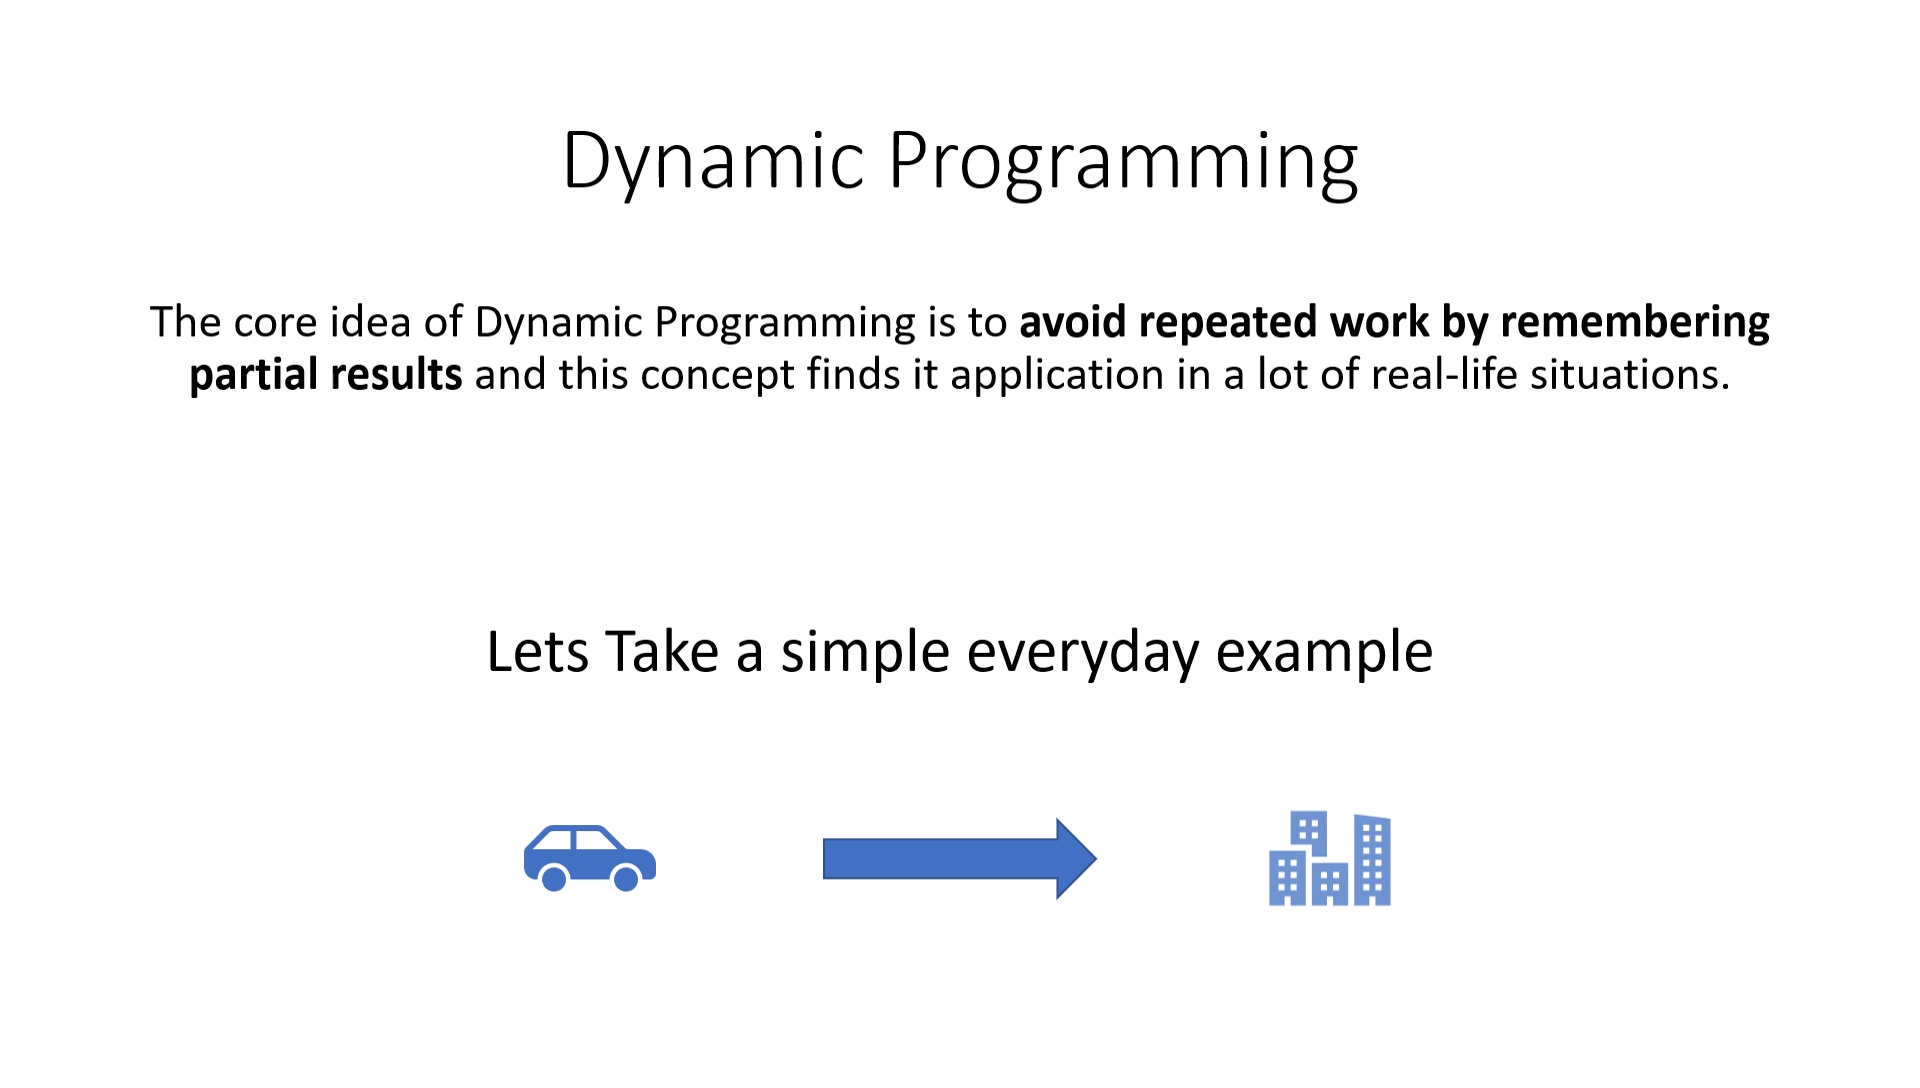 Dynamic Programming
The core idea of Dynamic Programming is to avoid repeated work by remembering
partial results and this concept finds it application in a lot of real-life situations.
Lets Take a simple everyday example